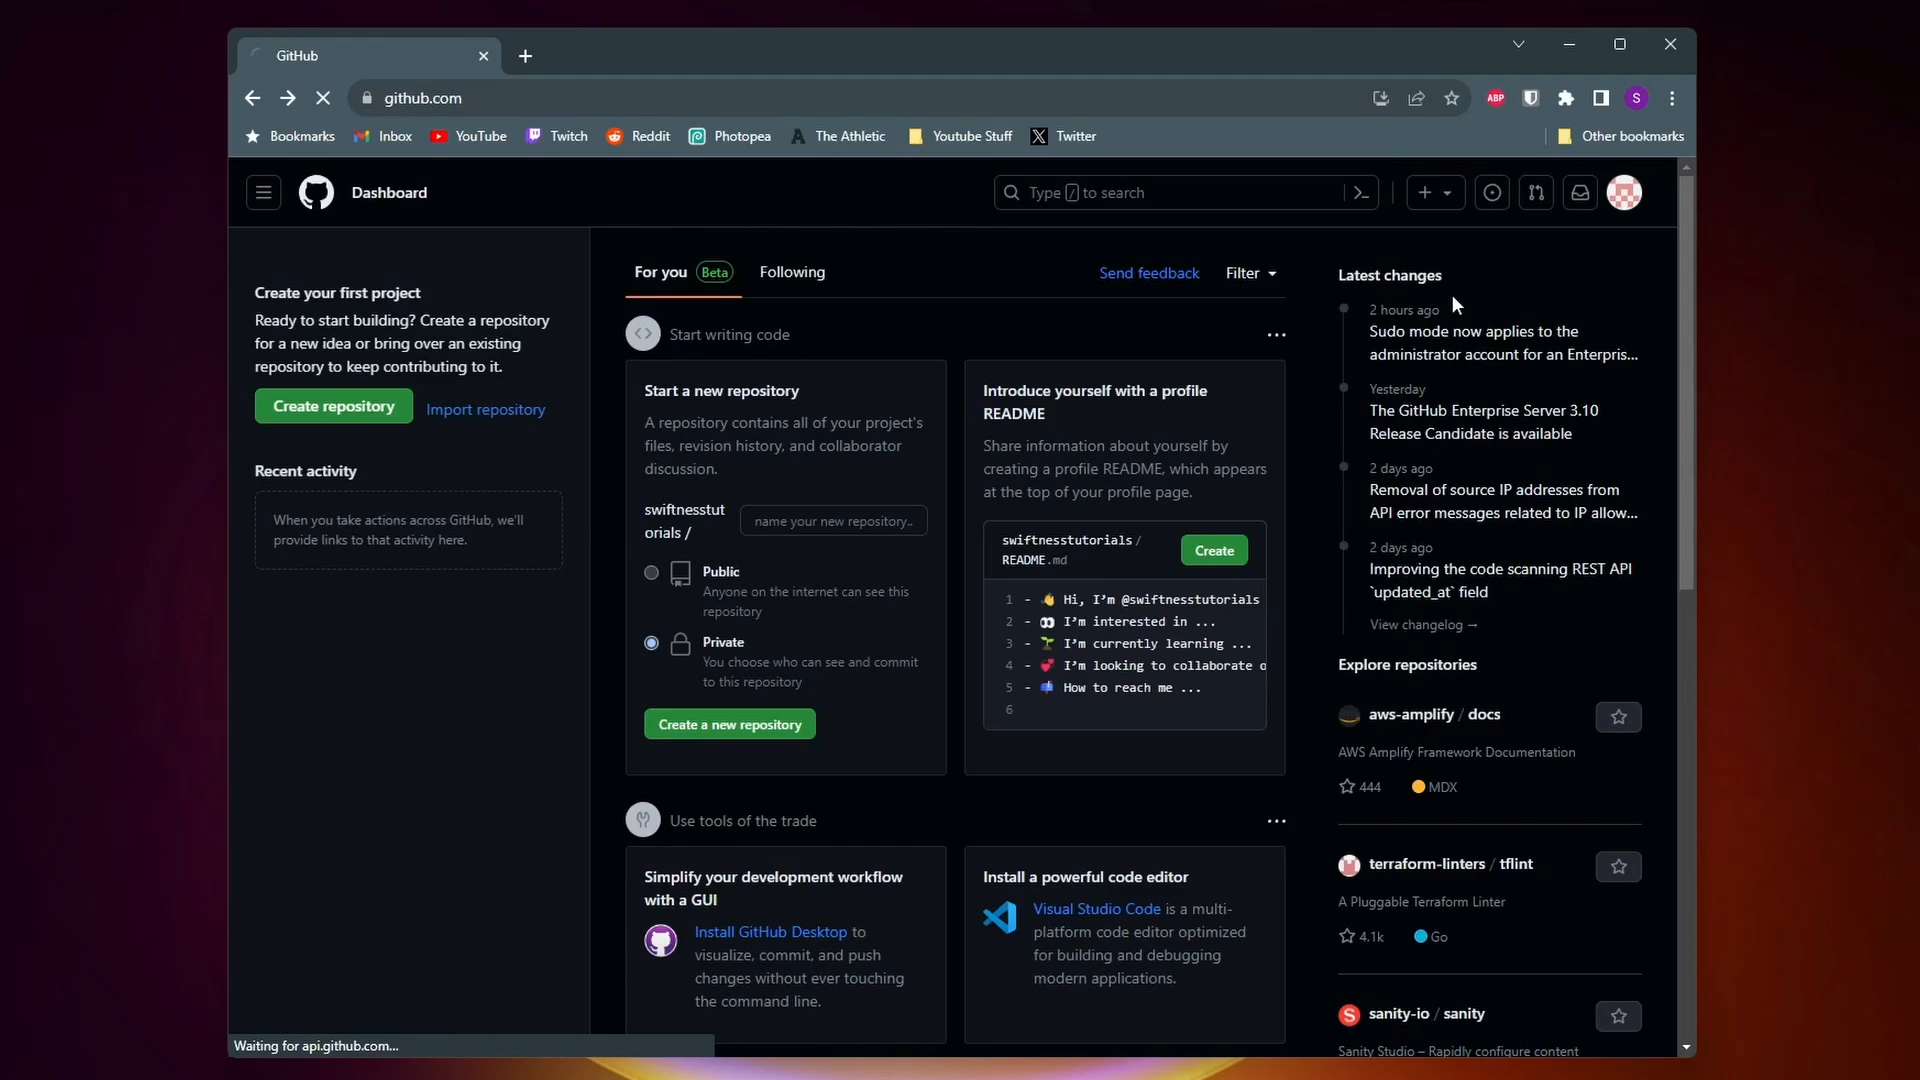 GitHub
github.com
ABP
S
Bookmarks
Inbox
YouTube
Twitch
Reddit
Photopea
The Athletic
Youtube Stuff
Twitter
Other bookmarks
Dashboard
Type / to search
Create your first project
Ready to start building? Create a repository
for a new idea or bring over an existing
repository to keep contributing to it.
Create repository
Import repository
Recent activity
When you take actions across GitHub, we'll
provide links to that activity here.
For you Beta
Following
Send feedback
Filter
Start writing code
...
Start a new repository
A repository contains all of your project's
files, revision history, and collaborator
discussion.
swiftnesstut
orials /
name your new repository..
Public
Anyone on the internet can see this
repository
Private
You choose who can see and commit
to this repository
Create a new repository
Introduce yourself with a profile
README
Share information about yourself by
creating a profile README, which appears
at the top of your profile page.
swiftnesstutorials /
README.md
Create
1 - 👋 Hi, I'm @swiftnesstutorials
2 - 👀 I'm interested in ...
3 - 🌱 I'm currently learning ...
4 - 💞️ I'm looking to collaborate o
5 - 📫 How to reach me ...
6
Use tools of the trade
...
Simplify your development workflow
with a GUI
Install GitHub Desktop to
visualize, commit, and push
changes without ever touching
the command line.
Install a powerful code editor
Visual Studio Code is a multi-
platform code editor optimized
for building and debugging
modern applications.
Latest changes
2 hours ago
Sudo mode now applies to the
administrator account for an Enterpris...
Yesterday
The GitHub Enterprise Server 3.10
Release Candidate is available
2 days ago
Removal of source IP addresses from
API error messages related to IP allow...
2 days ago
Improving the code scanning REST API
`updated_at` field
View changelog →
Explore repositories
aws-amplify / docs
AWS Amplify Framework Documentation
444
MDX
terraform-linters / tflint
A Pluggable Terraform Linter
4.1k
Go
S
sanity-io / sanity
Sanity Studio – Rapidly configure content
Waiting for api.github.com...